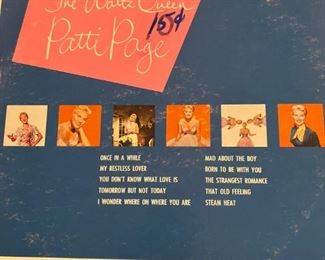 The Waltz Queen
15¢
Patti Page
ONCE IN A WHILE
MY RESTLESS LOVER
YOU DON'T KNOW WHAT LOVE IS
TOMORROW BUT NOT TODAY
I WONDER WHERE OH WHERE YOU ARE
MAD ABOUT THE BOY
BORN TO BE WITH YOU
THE STRANGEST ROMANCE
THAT OLD FEELING
STEAM HEAT